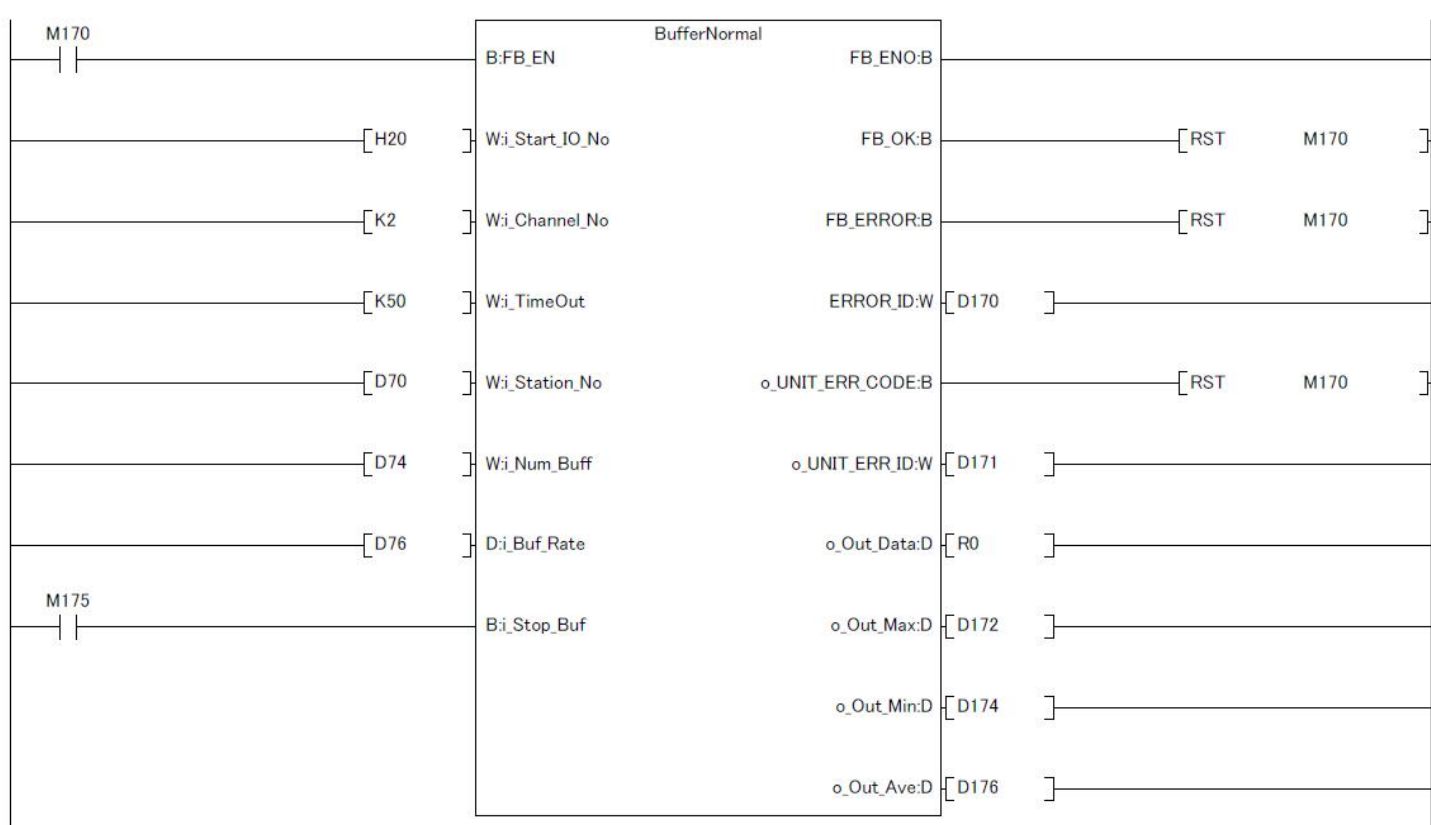 M170
BufferNormal
B:FB_EN FB_ENO:B
H20 W:i_Start_IO_No FB_OK:B RST M170
K2 W:i_Channel_No FB_ERROR:B RST M170
K50 W:i_TimeOut ERROR_ID:W D170
D70 W:i_Station_No o_UNIT_ERR_CODE:B RST M170
D74 W:i_Num_Buff o_UNIT_ERR_ID:W D171
D76 D:i_Buf_Rate o_Out_Data:D R0
M175
B:i_Stop_Buf o_Out_Max:D D172
o_Out_Min:D D174
o_Out_Ave:D D176